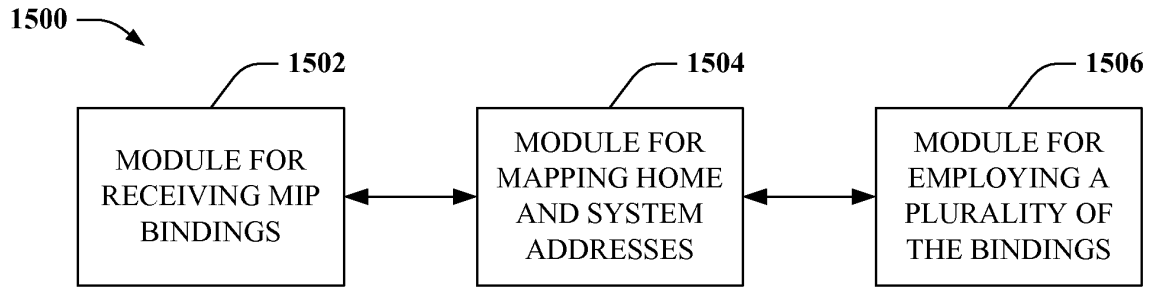 1500
1502
1504
1506
MODULE FOR
RECEIVING MIP
BINDINGS
MODULE FOR
MAPPING HOME
AND SYSTEM
ADDRESSES
MODULE FOR
EMPLOYING A
PLURALITY OF
THE BINDINGS